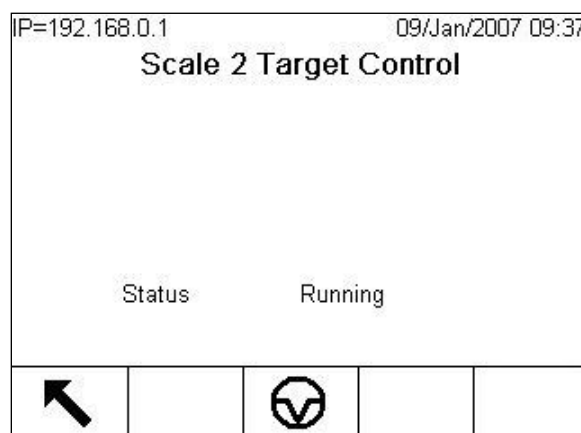 IP=192.168.0.1 09/Jan/2007 09:37
Scale 2 Target Control
Status Running